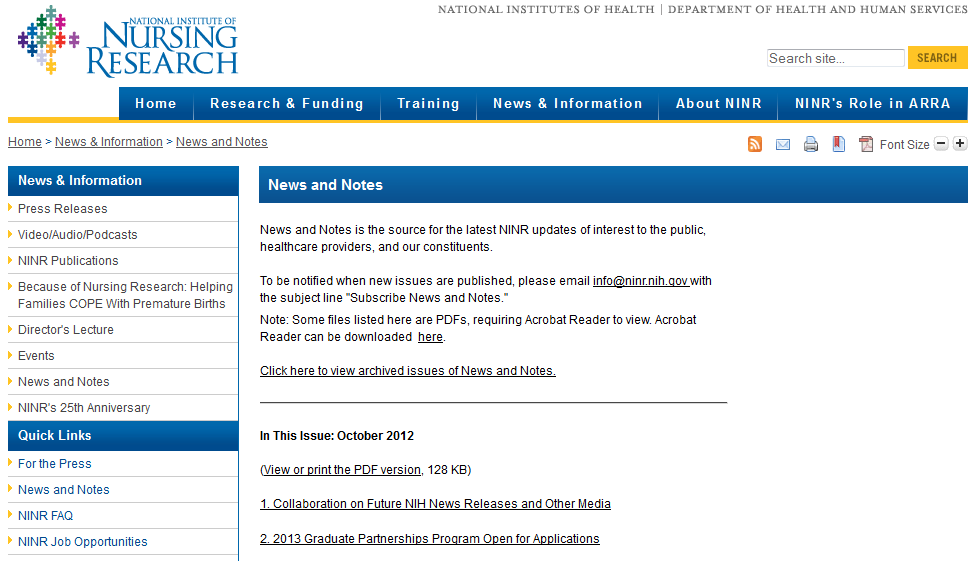 NATIONAL INSTITUTES OF HEALTH | DEPARTMENT OF HEALTH AND HUMAN SERVICES
NATIONAL INSTITUTE OF
NURSING
RESEARCH
Search site...
SEARCH
Home
Research & Funding
Training
News & Information
About NINR
NINR's Role in ARRA
Home > News & Information > News and Notes
Font Size
News & Information
Press Releases
Video/Audio/Podcasts
NINR Publications
Because of Nursing Research: Helping
Families COPE With Premature Births
Director's Lecture
Events
News and Notes
NINR's 25th Anniversary
Quick Links
For the Press
News and Notes
NINR FAQ
NINR Job Opportunities
News and Notes
News and Notes is the source for the latest NINR updates of interest to the public,
healthcare providers, and our constituents.
To be notified when new issues are published, please email info@ninr.nih.gov with
the subject line "Subscribe News and Notes."
Note: Some files listed here are PDFs, requiring Acrobat Reader to view. Acrobat
Reader can be downloaded here.
Click here to view archived issues of News and Notes.
In This Issue: October 2012
(View or print the PDF version, 128 KB)
1. Collaboration on Future NIH News Releases and Other Media
2. 2013 Graduate Partnerships Program Open for Applications